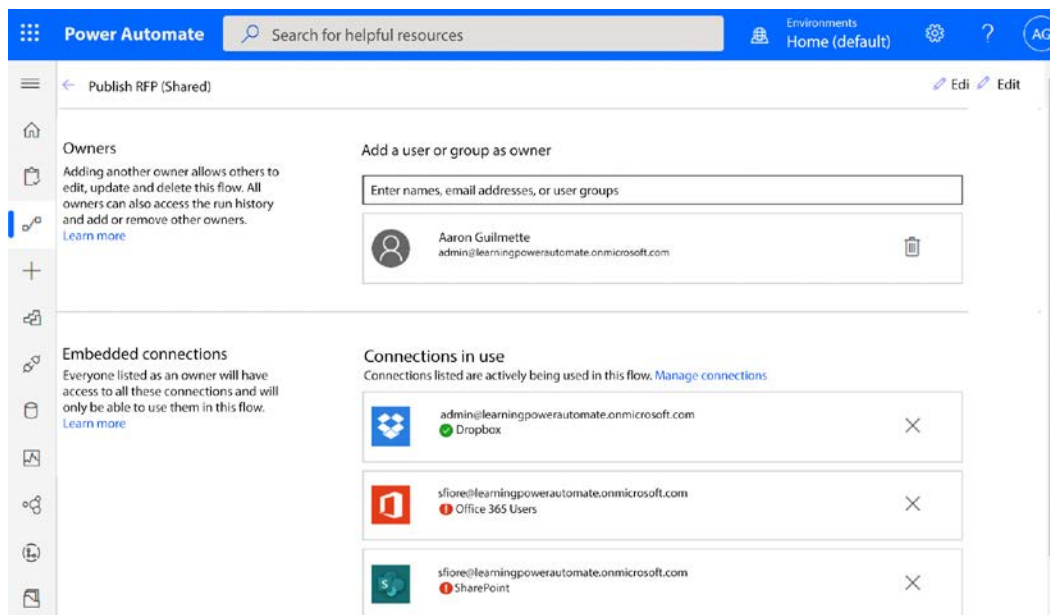 Power Automate
Search for helpful resources
Environments
Home (default)
?
AG
Publish RFP (Shared)
Edi
Edit
Owners
Adding another owner allows others to
edit, update and delete this flow. All
owners can also access the run history
and add or remove other owners.
Learn more
Add a user or group as owner
Enter names, email addresses, or user groups
Aaron Guilmette
admin@learningpowerautomate.onmicrosoft.com
Embedded connections
Everyone listed as an owner will have
access to all these connections and will
only be able to use them in this flow.
Learn more
Connections in use
Connections listed are actively being used in this flow. Manage connections
admin@learningpowerautomate.onmicrosoft.com
Dropbox
sfiore@learningpowerautomate.onmicrosoft.com
Office 365 Users
S
sfiore@learningpowerautomate.onmicrosoft.com
SharePoint